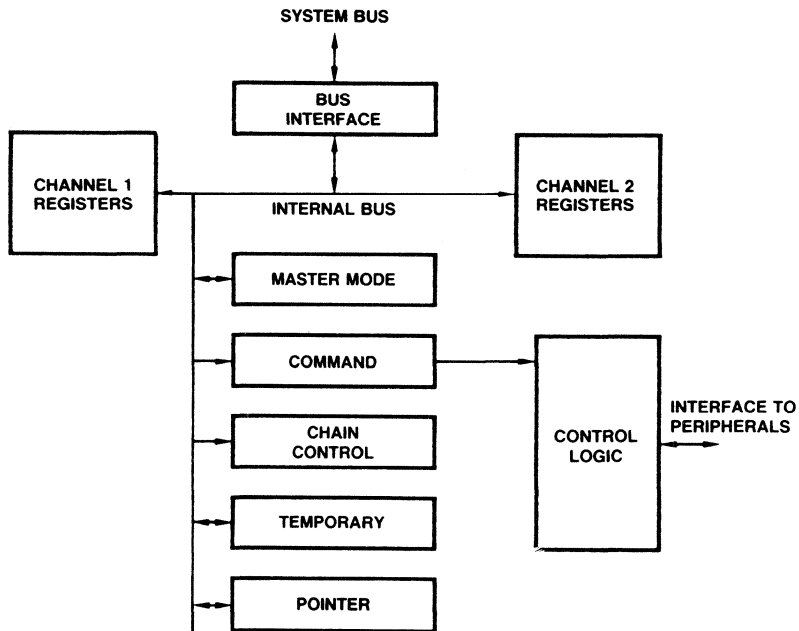 SYSTEM BUS
BUS
INTERFACE
CHANNEL 1
REGISTERS
CHANNEL 2
REGISTERS
INTERNAL BUS
MASTER MODE
COMMAND
CHAIN
CONTROL
CONTROL
LOGIC
INTERFACE TO
PERIPHERALS
TEMPORARY
POINTER